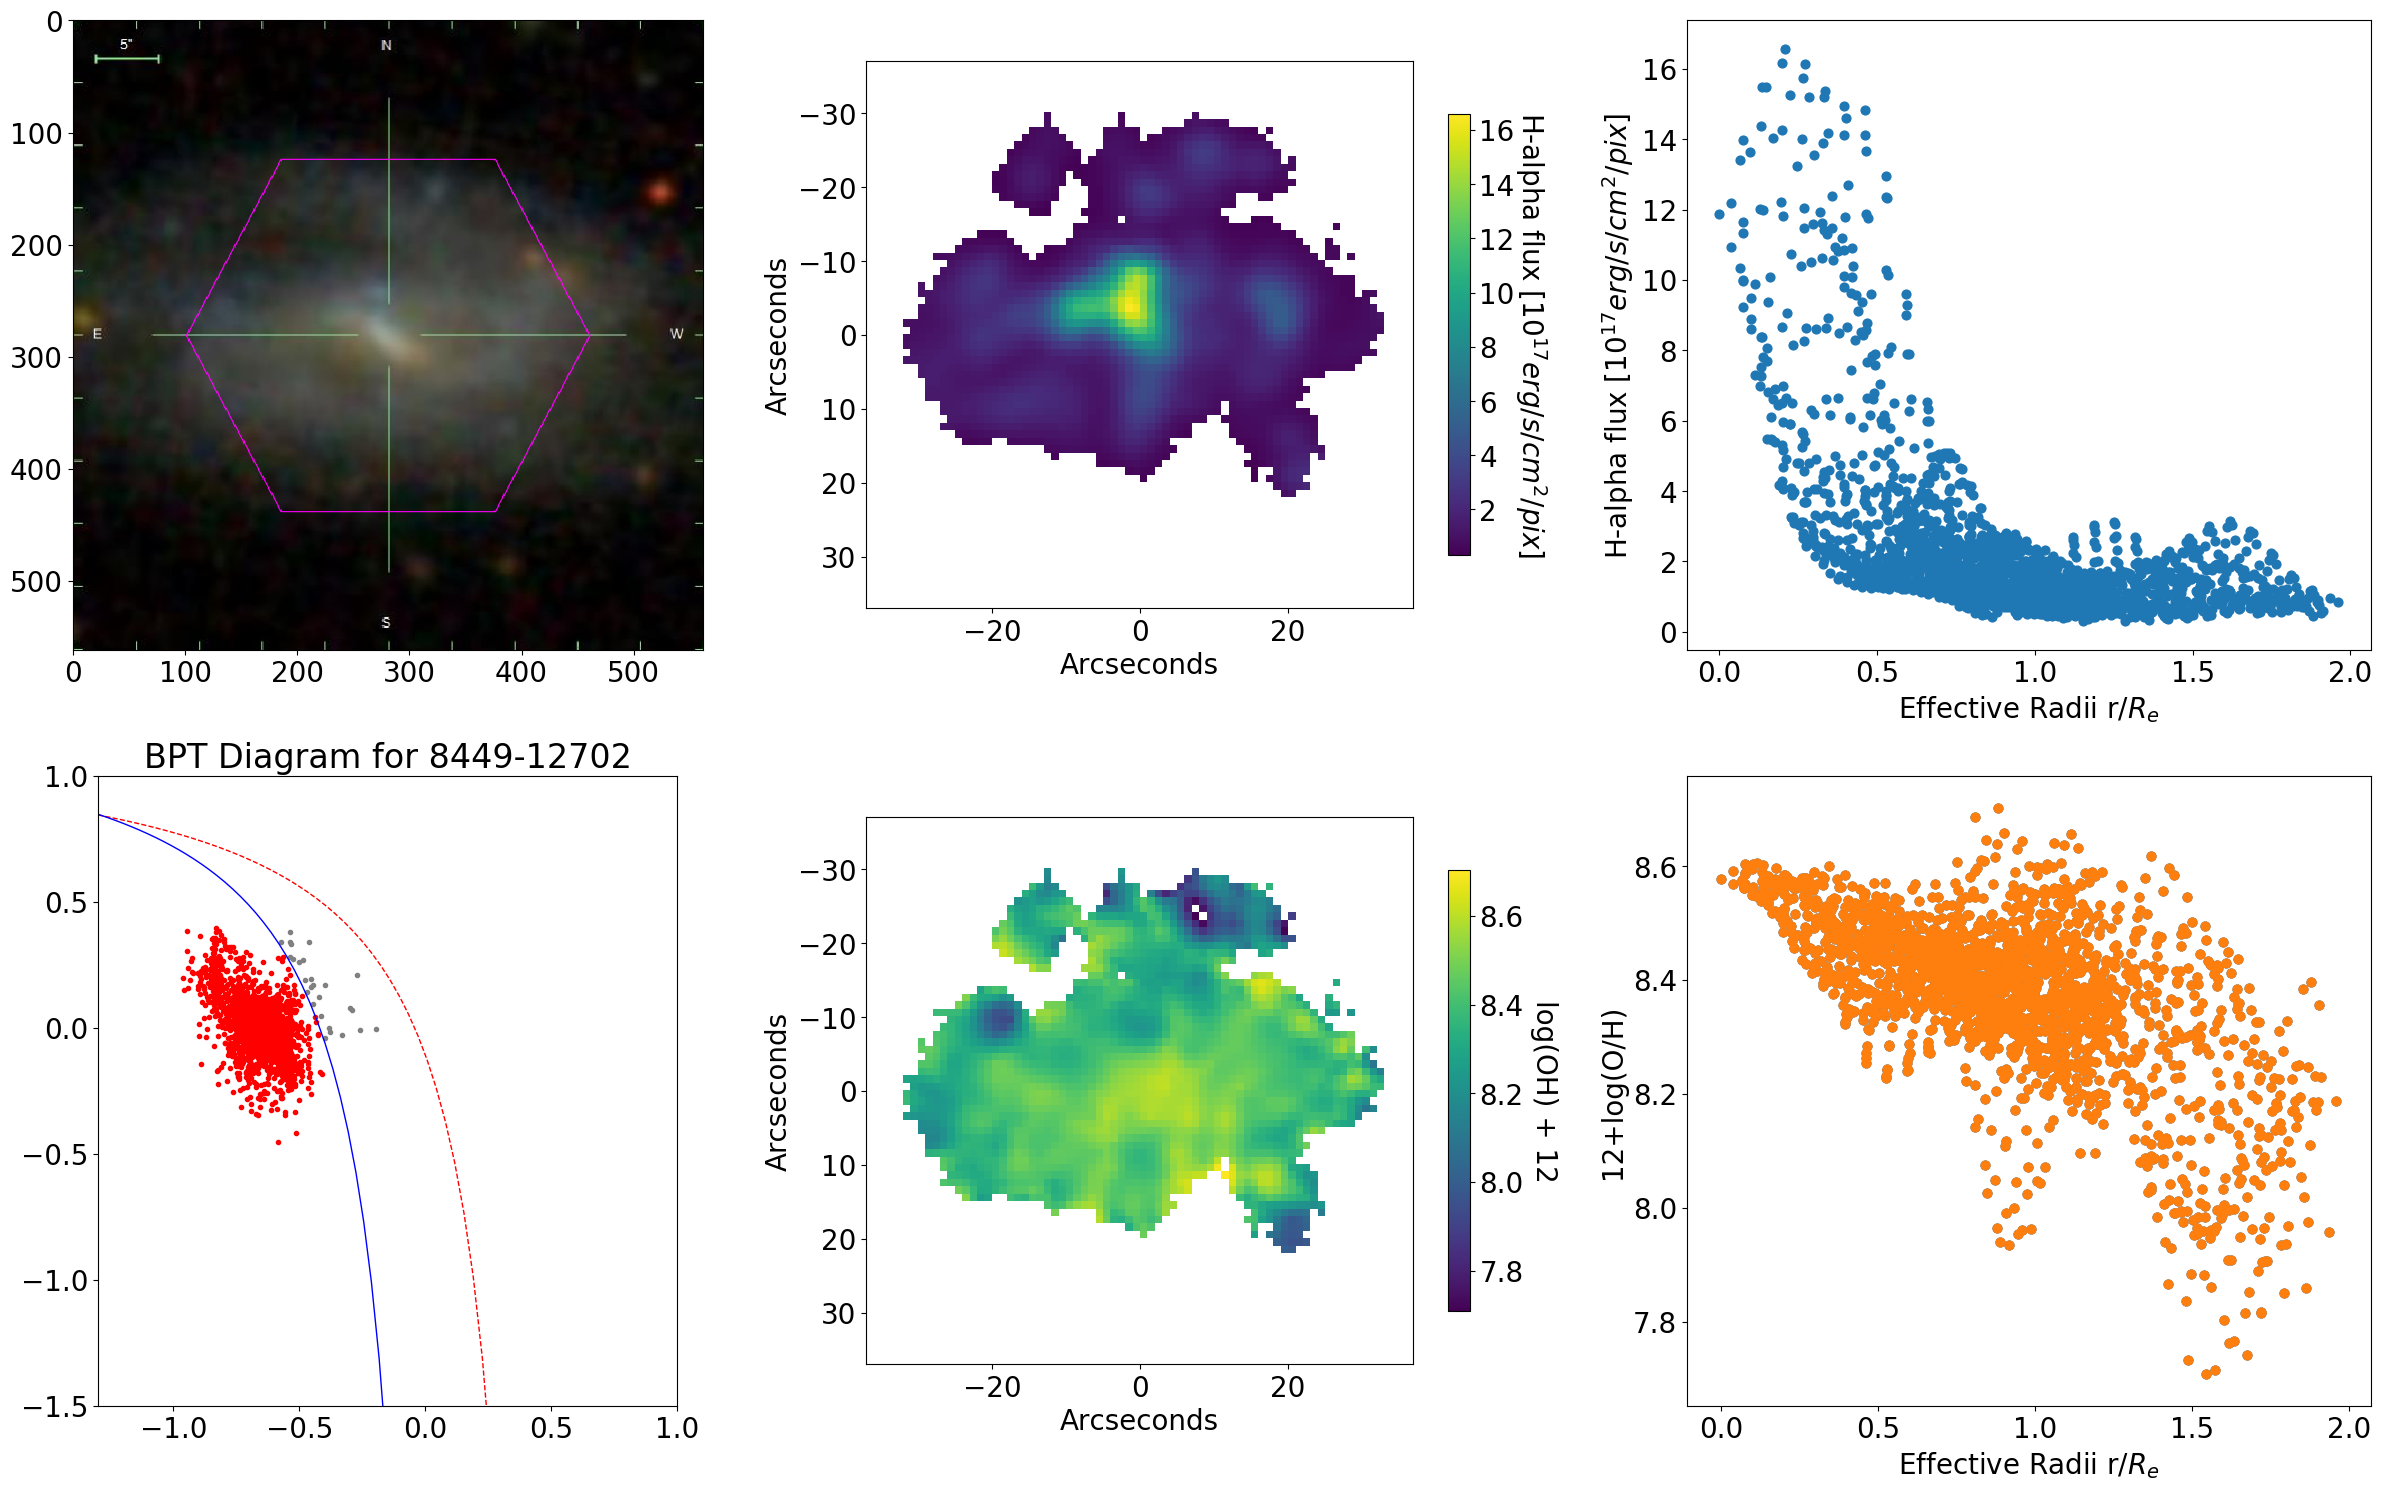 0
100
200
300
400
500
0 100 200 300 400 500
5"
N
E
W
S
−30
−20
−10
0
10
20
30
−20 0 20
Arcseconds
Arcseconds
16
14
12
10
8
6
4
2
H-alpha flux [10^17 erg/s/cm^2/pix]
16
14
12
10
8
6
4
2
0
0.0 0.5 1.0 1.5 2.0
H-alpha flux [10^17 erg/s/cm^2/pix]
Effective Radii r/R_e
BPT Diagram for 8449-12702
1.0
0.5
0.0
−0.5
−1.0
−1.5
−1.0 −0.5 0.0 0.5 1.0
−30
−20
−10
0
10
20
30
−20 0 20
Arcseconds
Arcseconds
8.6
8.4
8.2
8.0
7.8
log(OH) + 12
8.6
8.4
8.2
8.0
7.8
0.0 0.5 1.0 1.5 2.0
12+log(O/H)
Effective Radii r/R_e